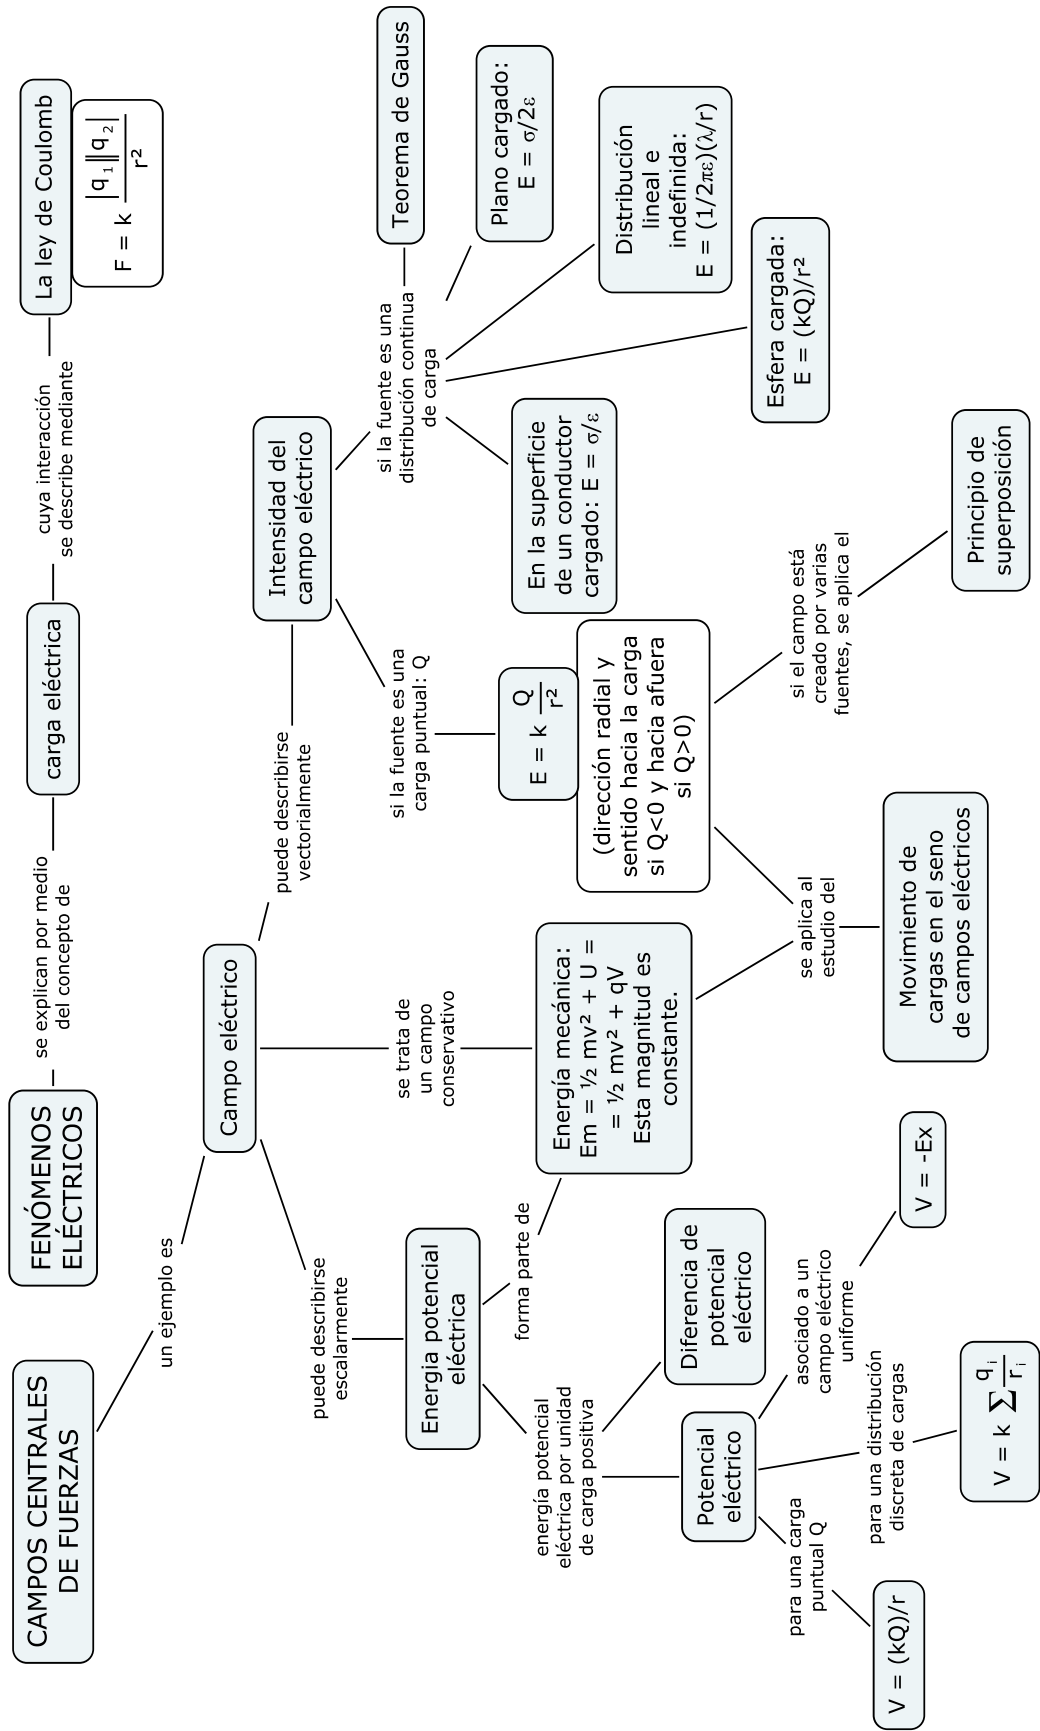 CAMPOS CENTRALES
DE FUERZAS
FENÓMENOS
ELÉCTRICOS
se explican por medio
del concepto de
carga eléctrica
cuya interacción
se describe mediante
La ley de Coulomb
F = k |q₁||q₂| / r²
un ejemplo es
Campo eléctrico
puede describirse
escalarmente
se trata de
un campo
conservativo
puede describirse
vectorialmente
Intensidad del
campo eléctrico
Energia potencial
eléctrica
forma parte de
Energía mecánica:
Em = ½ mv² + U =
= ½ mv² + qV
Esta magnitud es
constante.
si la fuente es una
carga puntual: Q
E = k Q / r²
(dirección radial y
sentido hacia la carga
si Q<0 y hacia afuera
si Q>0)
si la fuente es una
distribución continua
de carga
Teorema de Gauss
Plano cargado:
E = σ/2ε
Distribución
lineal e
indefinida:
E = (1/2πε)(λ/r)
Esfera cargada:
E = (kQ)/r²
En la superficie
de un conductor
cargado: E = σ/ε
energía potencial
eléctrica por unidad
de carga positiva
Diferencia de
potencial
eléctrico
Potencial
eléctrico
para una carga
puntual Q
V = (kQ)/r
para una distribución
discreta de cargas
V = k ∑ qᵢ / rᵢ
asociado a un
campo eléctrico
uniforme
V = -Ex
se aplica al
estudio del
Movimiento de
cargas en el seno
de campos eléctricos
si el campo está
creado por varias
fuentes, se aplica el
Principio de
superposición